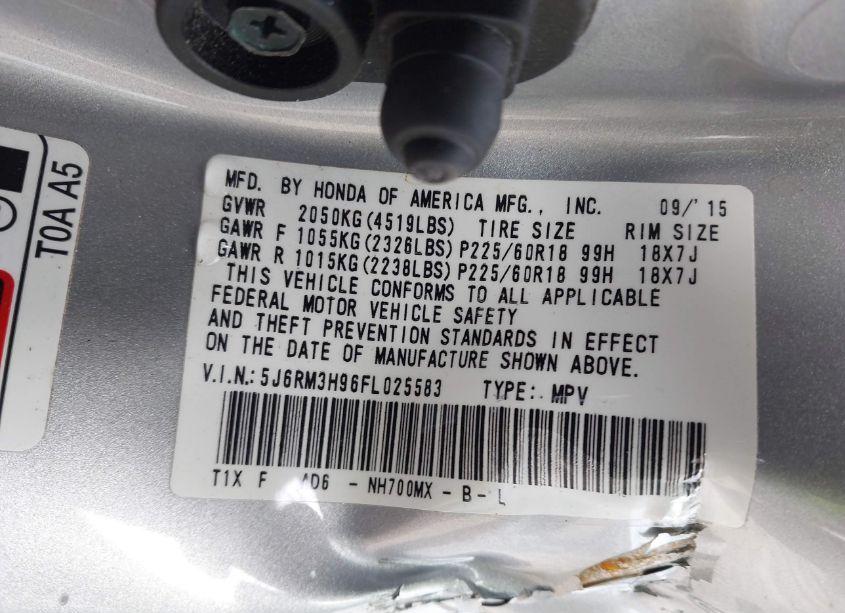 MFD. BY HONDA OF AMERICA MFG., INC. 09/'15
GVWR 2050KG(4519LBS) TIRE SIZE RIM SIZE
GAWR F 1055KG(2326LBS) P225/60R18 99H 18X7J
GAWR R 1015KG(2238LBS) P225/60R18 99H 18X7J
THIS VEHICLE CONFORMS TO ALL APPLICABLE
FEDERAL MOTOR VEHICLE SAFETY
AND THEFT PREVENTION STANDARDS IN EFFECT
ON THE DATE OF MANUFACTURE SHOWN ABOVE.
V.I.N.: 5J6RM3H96FL025583 TYPE: MPV
T1X F AD6 - NH700MX - B - L
T0A A5